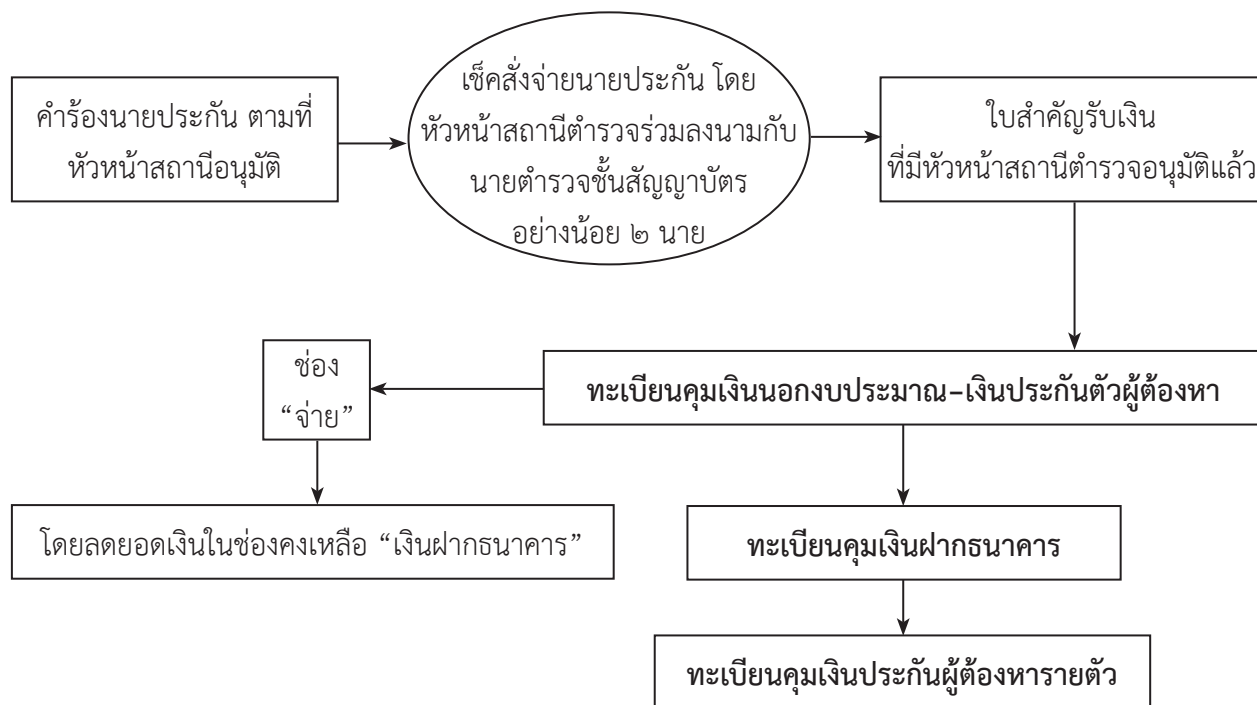 คำร้องนายประกัน ตามที่
หัวหน้าสถานีอนุมัติ
เช็คสั่งจ่ายนายประกัน โดย
หัวหน้าสถานีตำรวจร่วมลงนามกับ
นายตำรวจชั้นสัญญาบัตร
อย่างน้อย ๒ นาย
ใบสำคัญรับเงิน
ที่มีหัวหน้าสถานีตำรวจอนุมัติแล้ว
ช่อง
“จ่าย”
ทะเบียนคุมเงินนอกงบประมาณ–เงินประกันตัวผู้ต้องหา
โดยลดยอดเงินในช่องคงเหลือ “เงินฝากธนาคาร”
ทะเบียนคุมเงินฝากธนาคาร
ทะเบียนคุมเงินประกันผู้ต้องหารายตัว